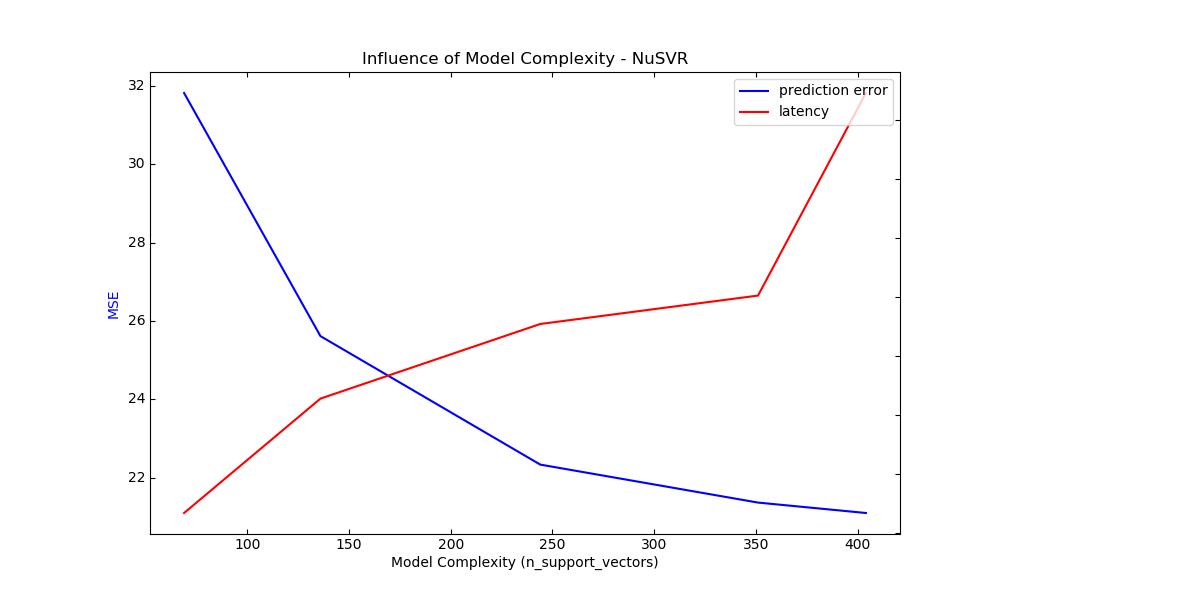 Influence of Model Complexity - NuSVR
prediction error
latency
32
30
28
26
24
22
MSE
100 150 200 250 300 350 400
Model Complexity (n_support_vectors)